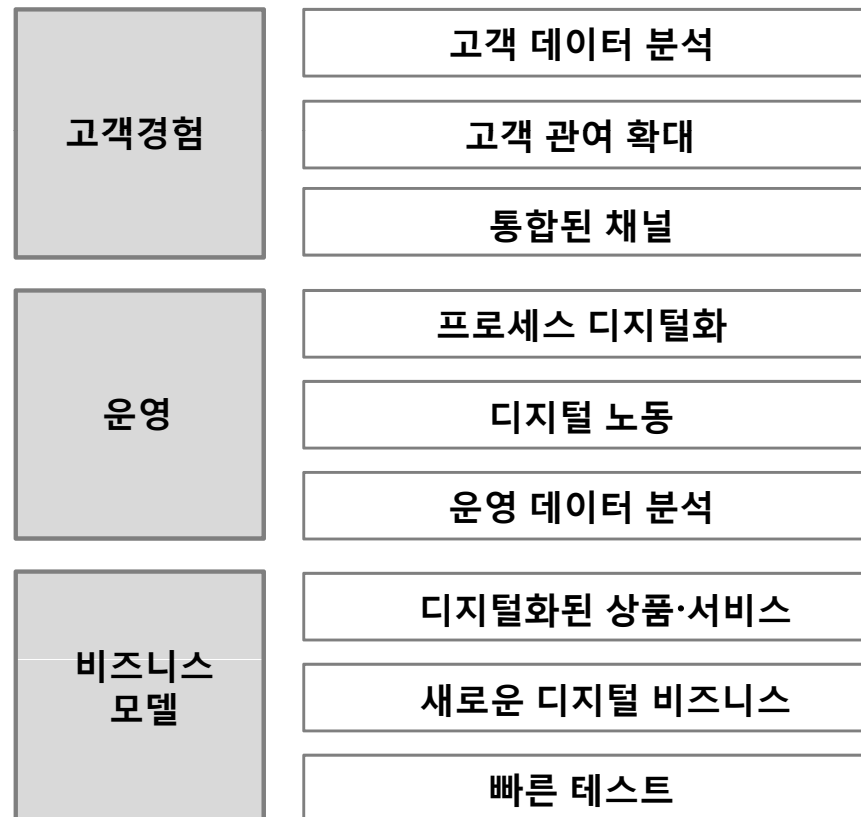 고객경험
고객 데이터 분석
고객 관여 확대
통합된 채널
운영
프로세스 디지털화
디지털 노동
운영 데이터 분석
비즈니스
모델
디지털화된 상품·서비스
새로운 디지털 비즈니스
빠른 테스트